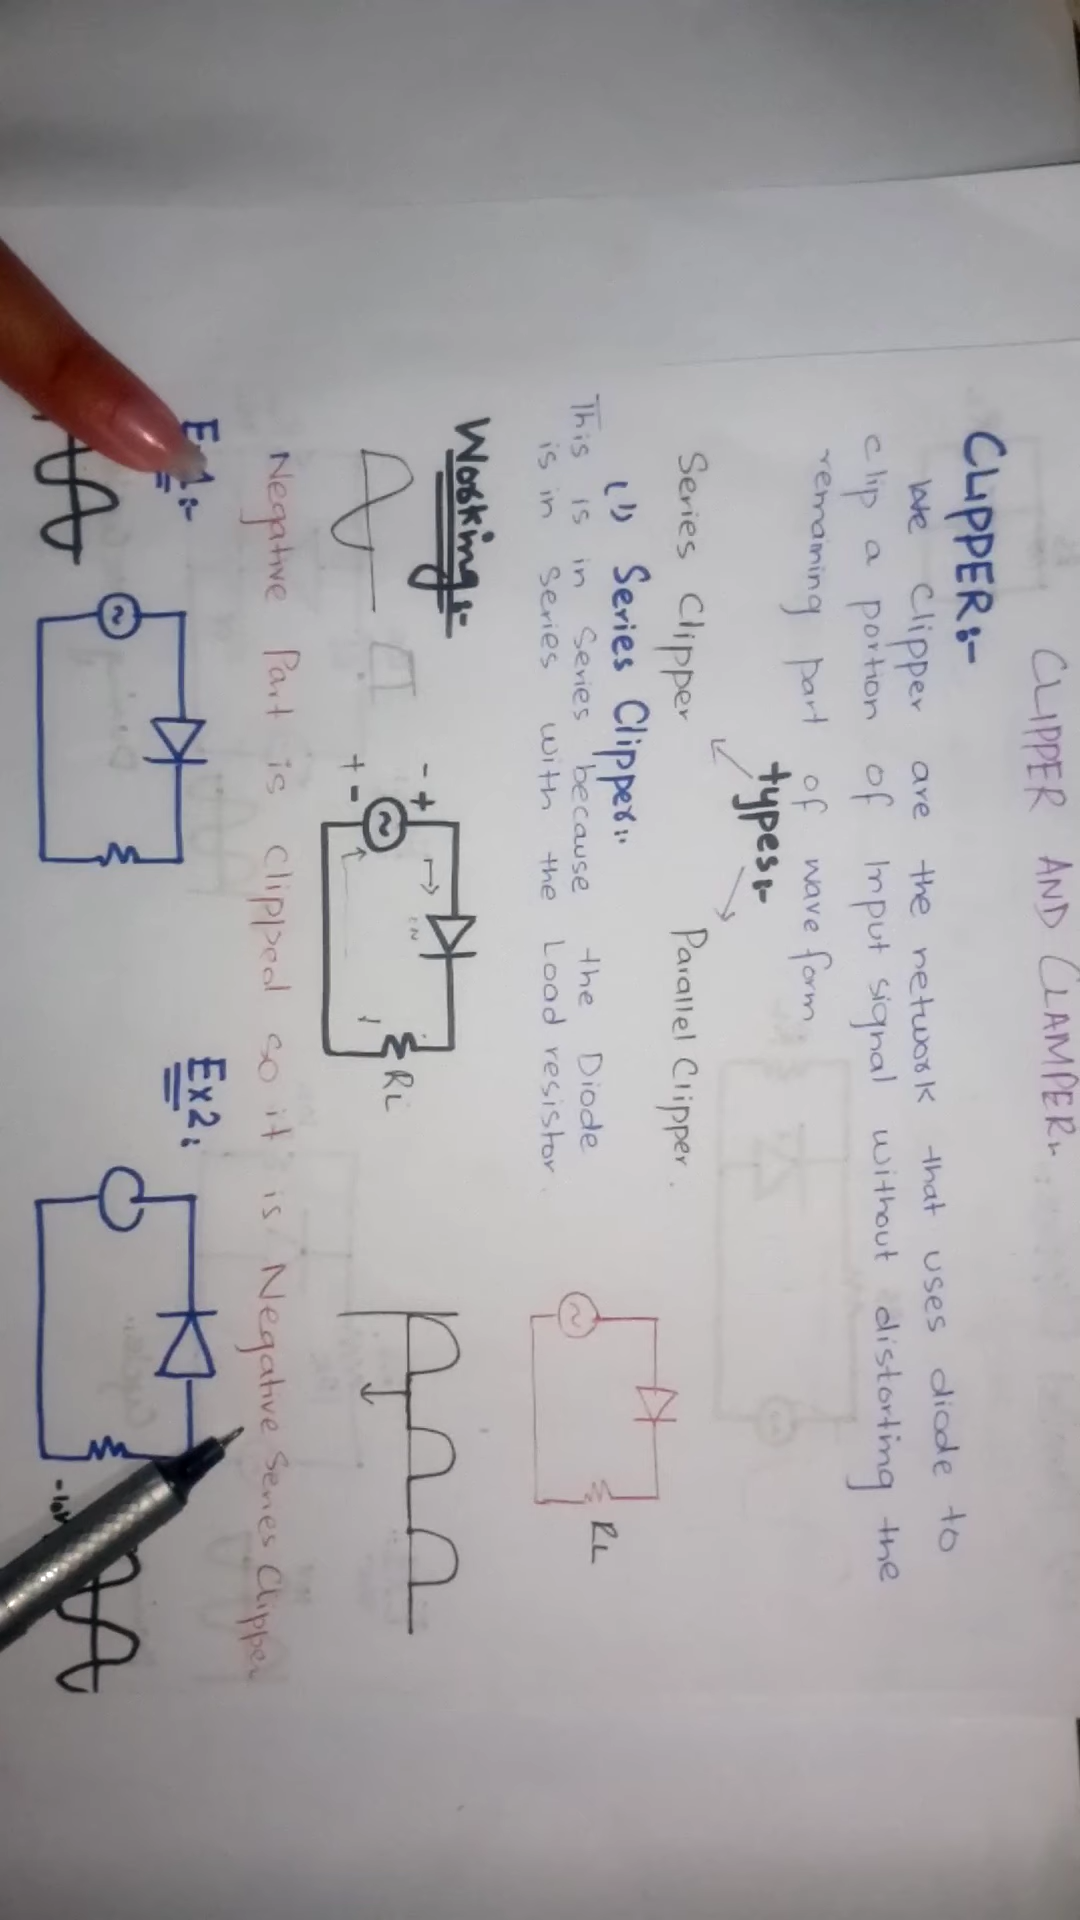 CLIPPER AND CLAMPER:-
CLIPPER:-
We Clipper are the network that uses diode to
clip a portion of Input signal without distorting the
remaining part of wave form
types:-
Series Clipper Parallel Clipper.
(1) Series Clipper:-
This is in Series because the Diode
is in Series with the Load resistor.
RL
Working:-
- +
+ -
RL
Negative Part is Clipped so it is Negative Series Clipper
Ex2: